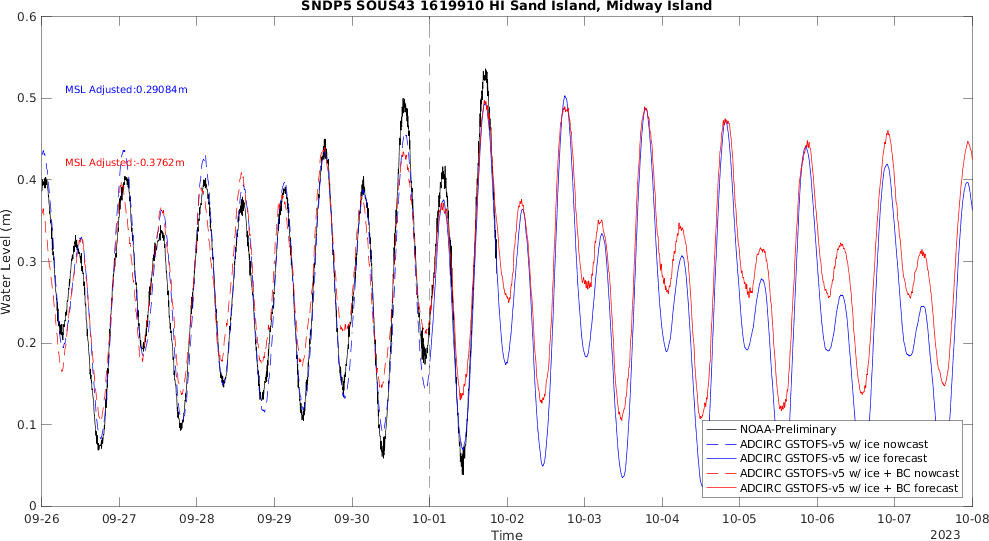 SNDP5 SOUS43 1619910 HI Sand Island, Midway Island
0.6
0.5
0.4
0.3
0.2
0.1
0
Water Level (m)
MSL Adjusted:0.29084m
MSL Adjusted:-0.3762m
NOAA-Preliminary
ADCIRC GSTOFS-v5 w/ ice nowcast
ADCIRC GSTOFS-v5 w/ ice forecast
ADCIRC GSTOFS-v5 w/ ice + BC nowcast
ADCIRC GSTOFS-v5 w/ ice + BC forecast
09-26 09-27 09-28 09-29 09-30 10-01 10-02 10-03 10-04 10-05 10-06 10-07 10-08
Time
2023